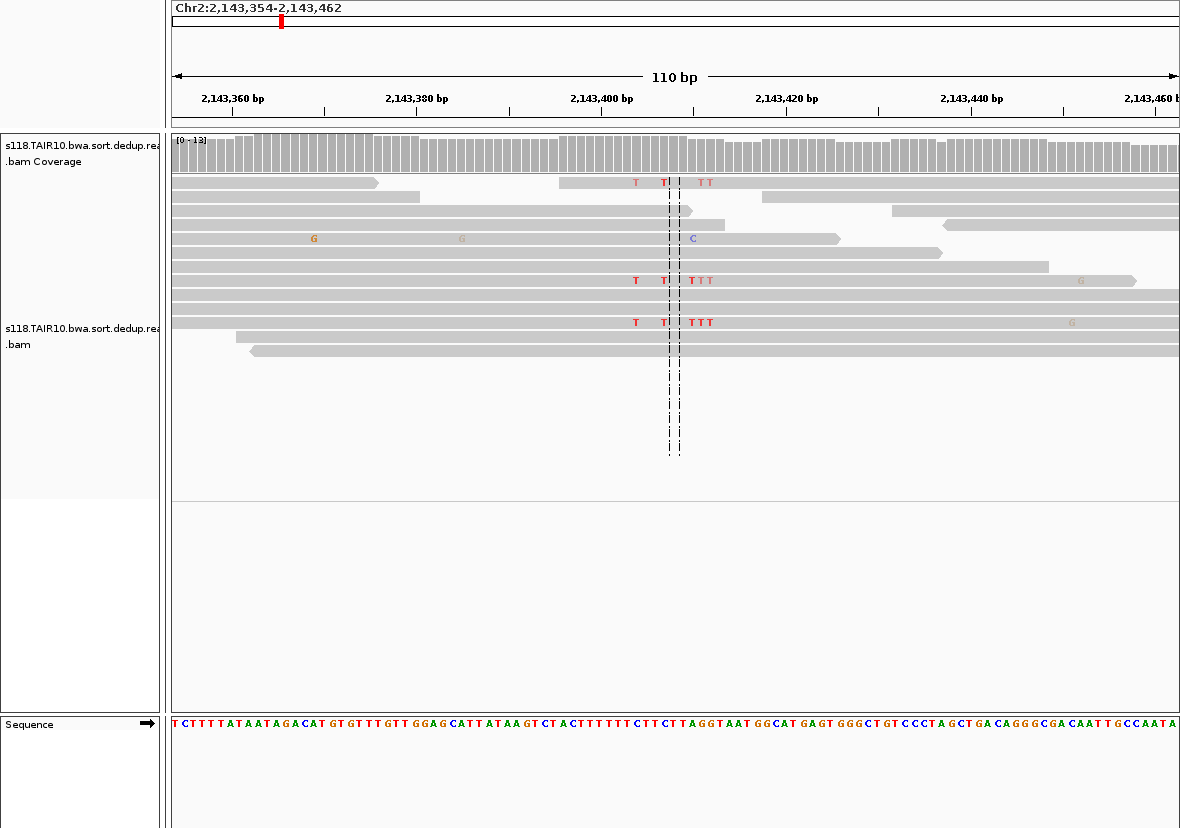 Chr2:2,143,354-2,143,462
110 bp
2,143,360 bp 2,143,380 bp 2,143,400 bp 2,143,420 bp 2,143,440 bp 2,143,460 b
s118.TAIR10.bwa.sort.dedup.rea
.bam Coverage
[0 - 13]
T T T T
G G C
T T T T T G
s118.TAIR10.bwa.sort.dedup.rea
.bam
T T T T T G
Sequence
TCTTTTATAATAGACATGTGTTTGTTGGAGCATTATAAGTCTACTTTTTTCTTCTTAGGTAATGGCATGAGTGGGCTGTCCCTAGCTGACAGGGCGACAATTGCCAATA